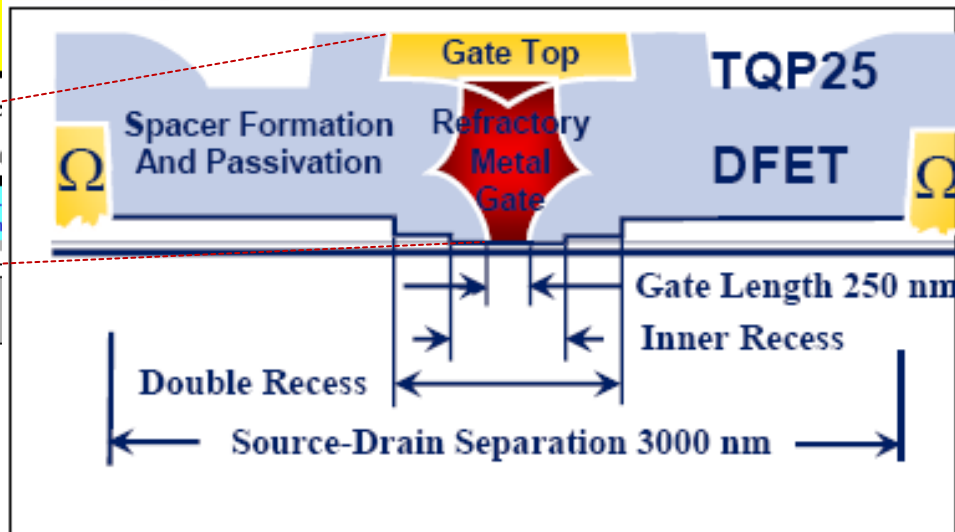 Gate Top
TQP25
Spacer Formation
And Passivation
Refractory
Metal
Gate
DFET
Ω
Ω
Gate Length 250 nm
Inner Recess
Double Recess
Source-Drain Separation 3000 nm